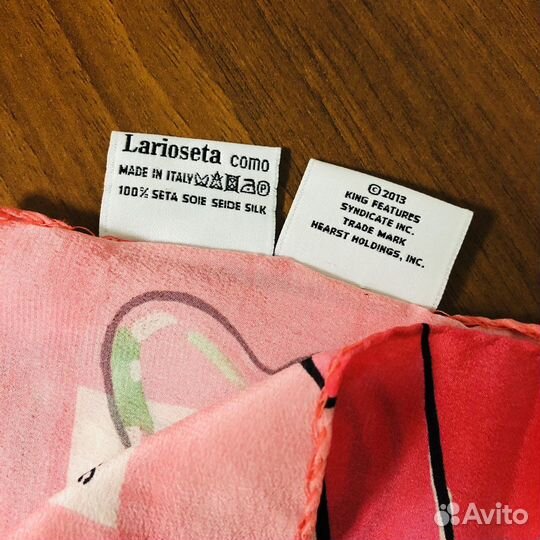 Larioseta como
MADE IN ITALY
100% SETA SOIE SEIDE SILK
©2013
KING FEATURES
SYNDICATE INC.
TRADE MARK
HEARST HOLDINGS, INC.
Avito